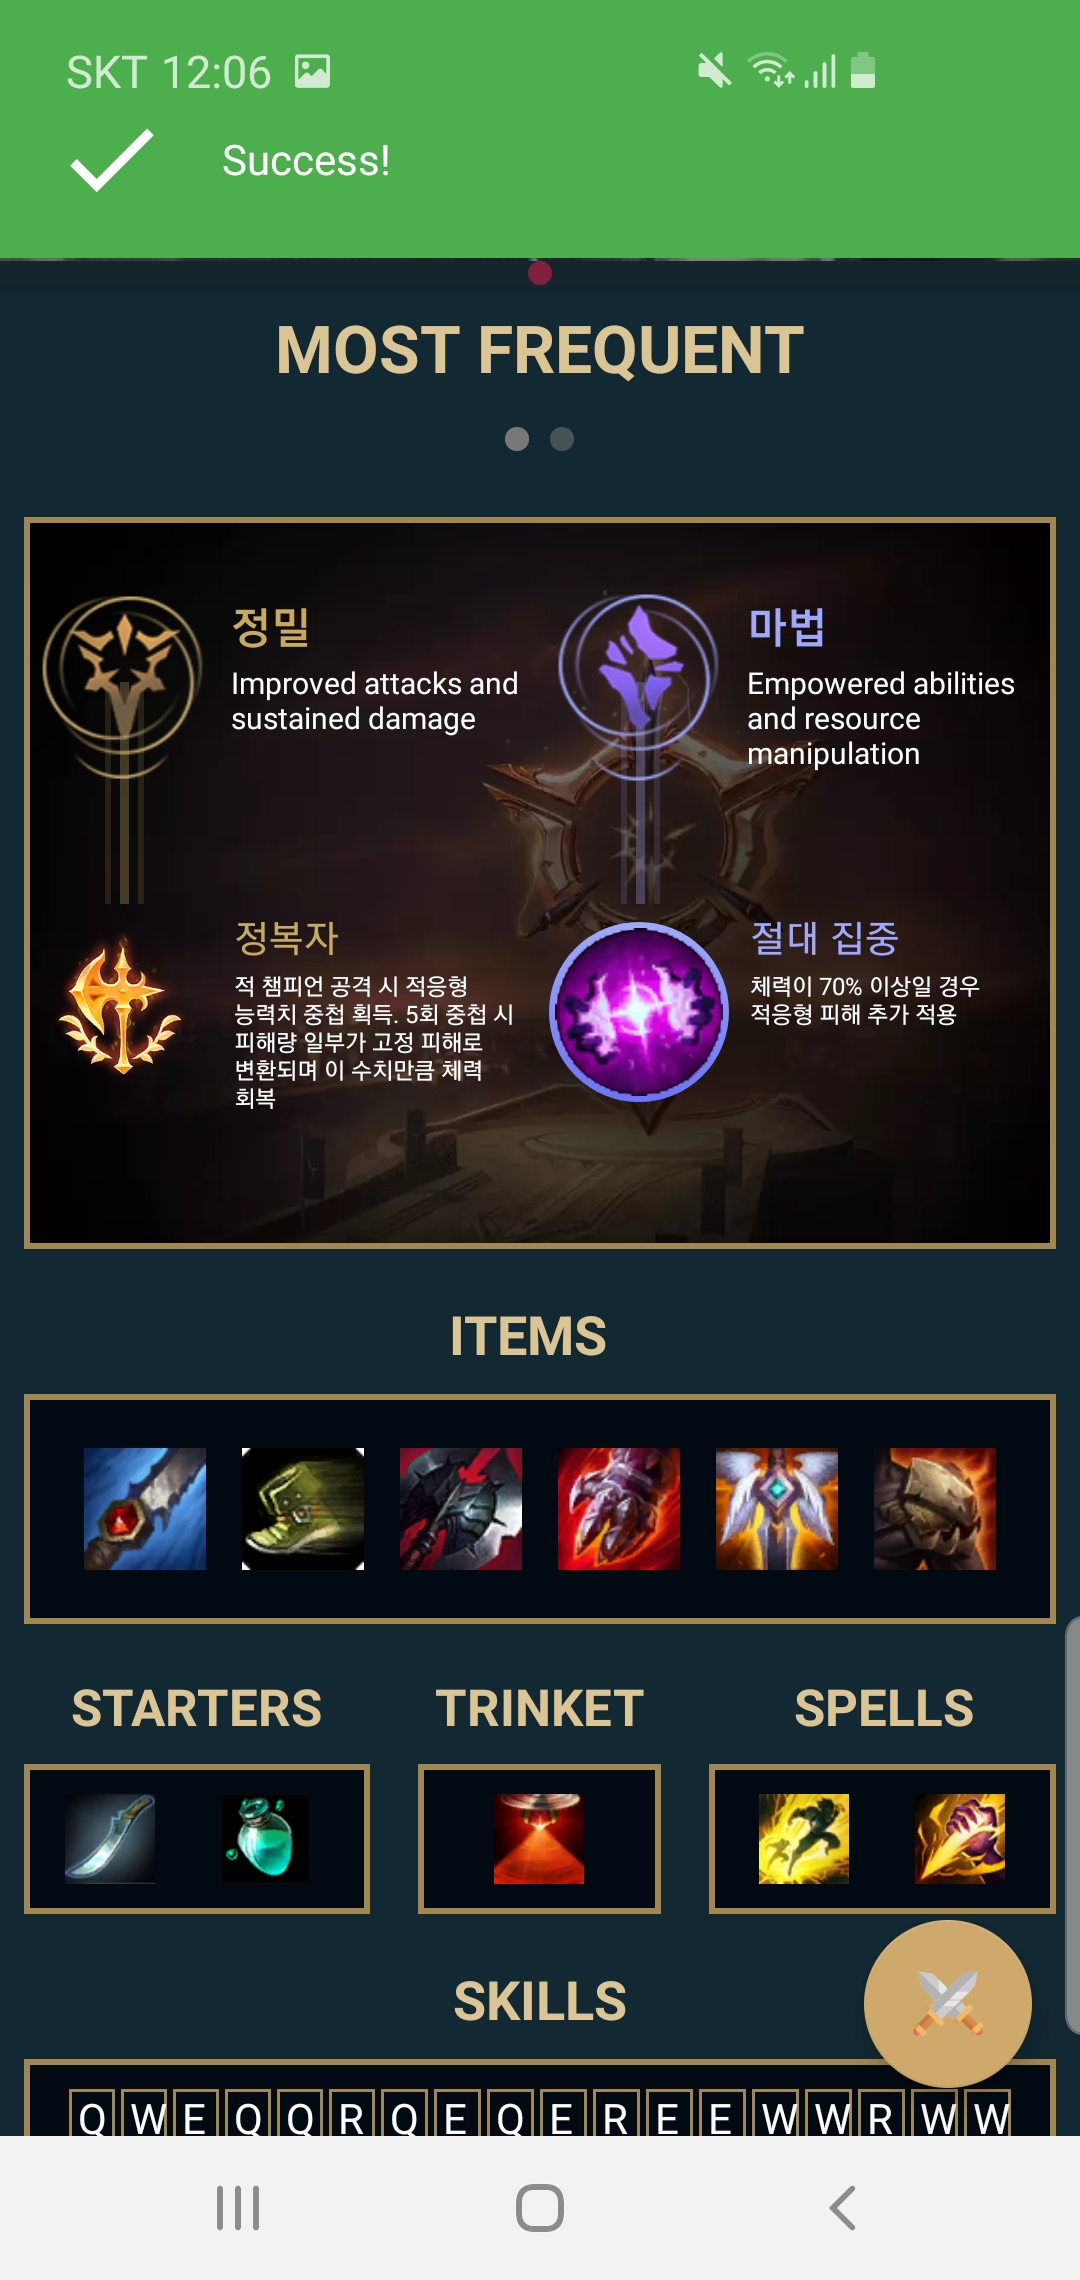 SKT 12:06
Success!
MOST FREQUENT
정밀
Improved attacks and
sustained damage
마법
Empowered abilities
and resource
manipulation
정복자
적 챔피언 공격 시 적응형
능력치 중첩 획득. 5회 중첩 시
피해량 일부가 고정 피해로
변환되며 이 수치만큼 체력
회복
절대 집중
체력이 70% 이상일 경우
적응형 피해 추가 적용
ITEMS
STARTERS TRINKET SPELLS
SKILLS
Q W E Q Q R Q E Q E R E E W W R W W